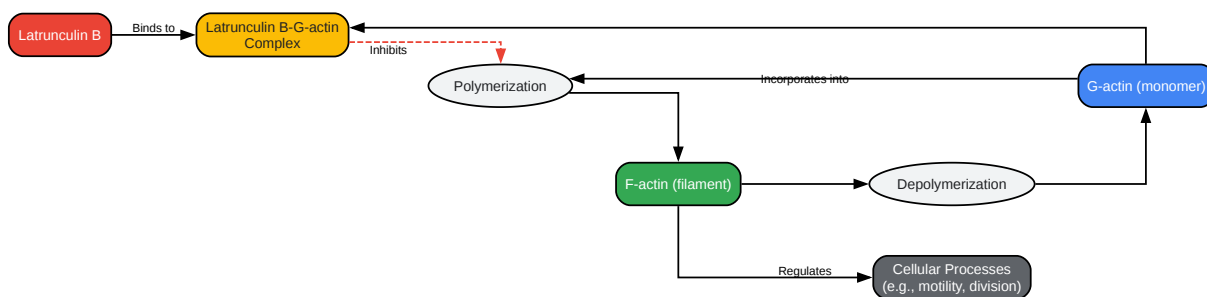 Latrunculin B
Binds to
Latrunculin B-G-actin
Complex
Inhibits
Polymerization
Incorporates into
G-actin (monomer)
F-actin (filament)
Depolymerization
Regulates
Cellular Processes
(e.g., motility, division)